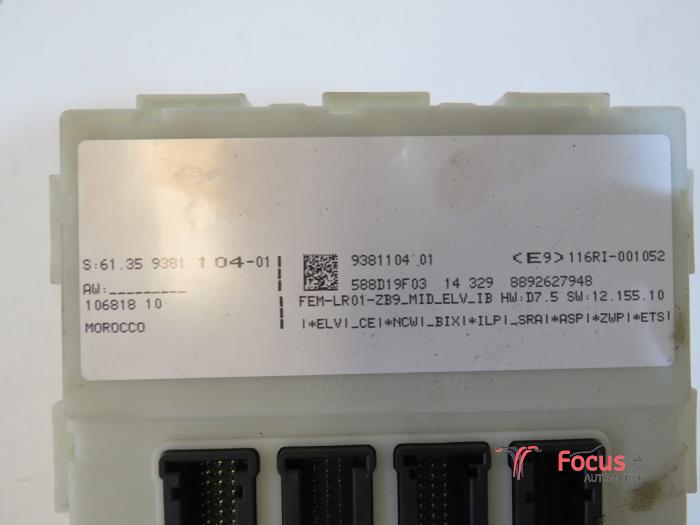 S:61.35 9381 104-01
AW:_________
106818 10
MOROCCO
9381104.01 <E9>116RI-001052
588D19F03 14 329 8892627948
FEM-LR01-ZB9_MID_ELV_IB HW:D7.5 SW:12.155.10
|*ELV|_CE|*NCW|_BIX|*ILP|_SRA|*ASP|*ZWP|*ETS|
Focus
AUTOMOTIVE